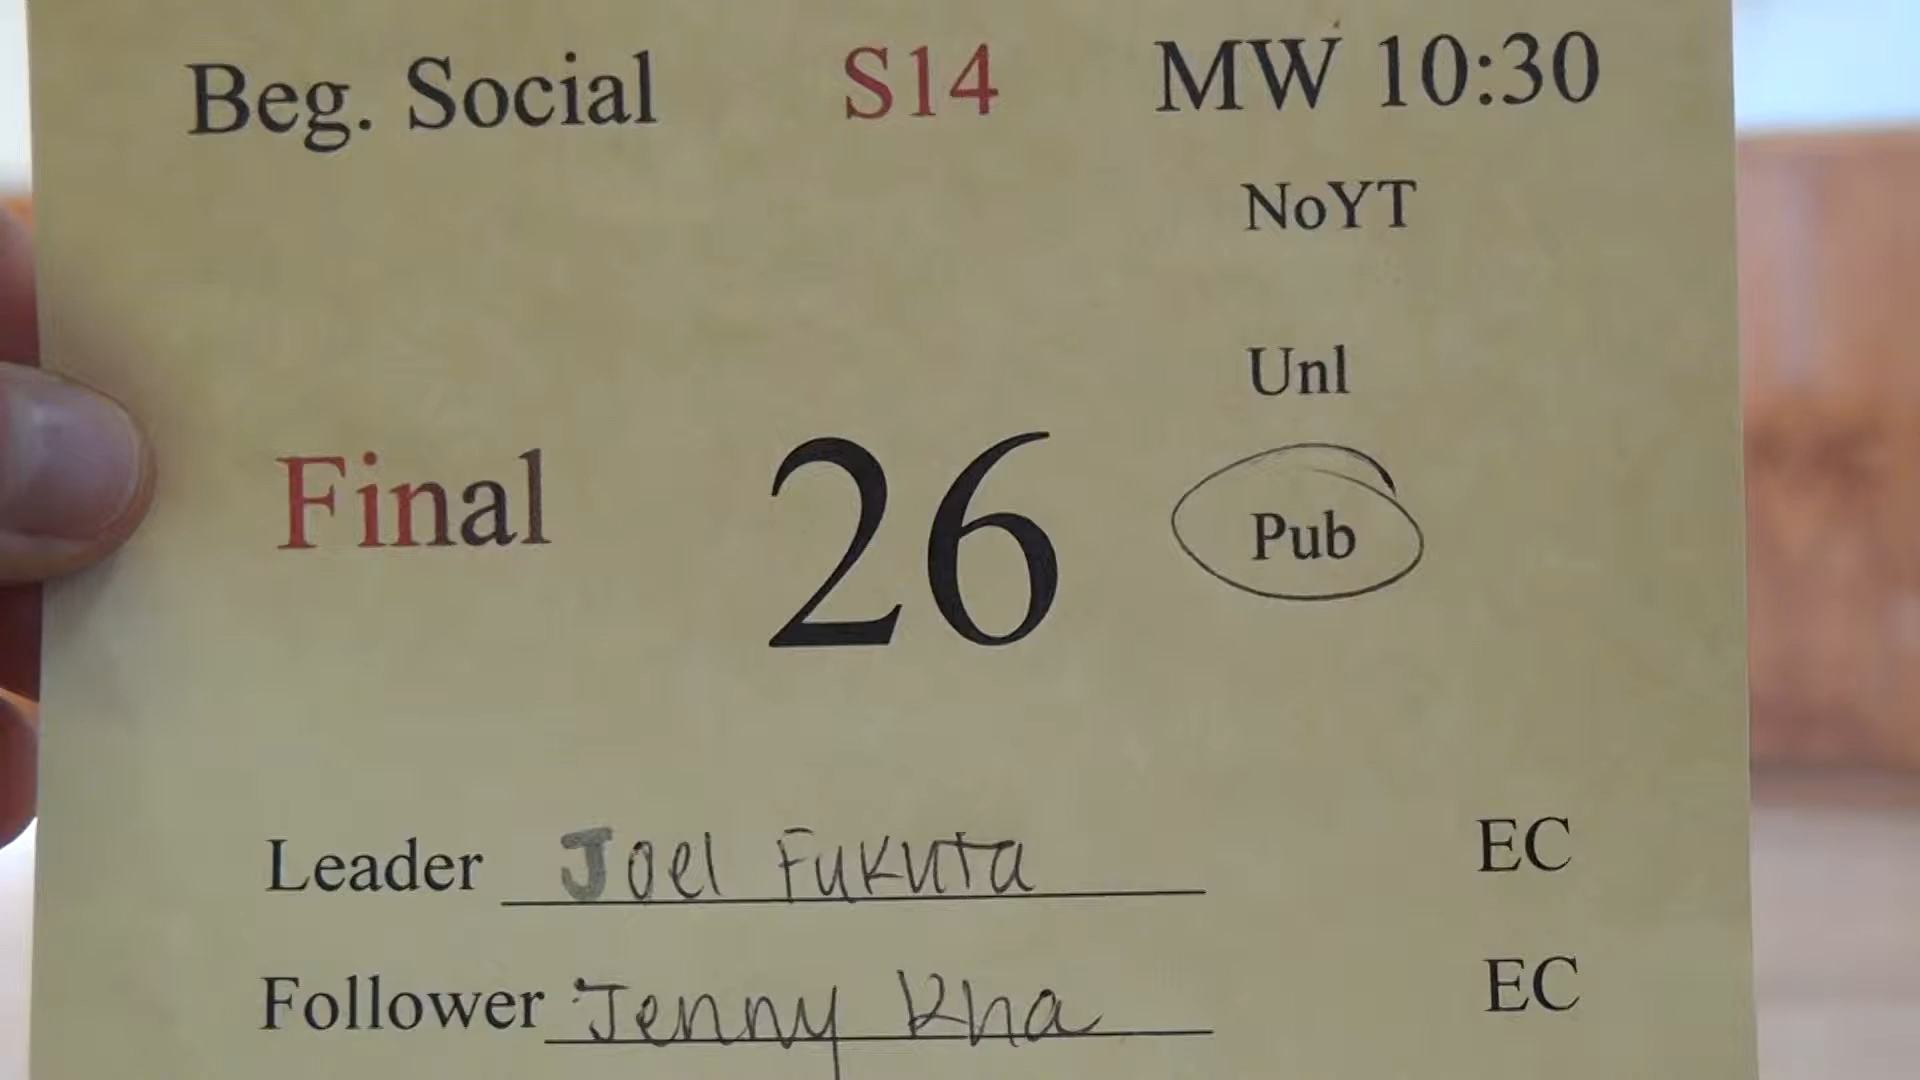 Beg. Social S14 MW 10:30
NoYT
Unl
Final 26 Pub
Leader Joel Fukuta EC
Follower Jenny Kha EC